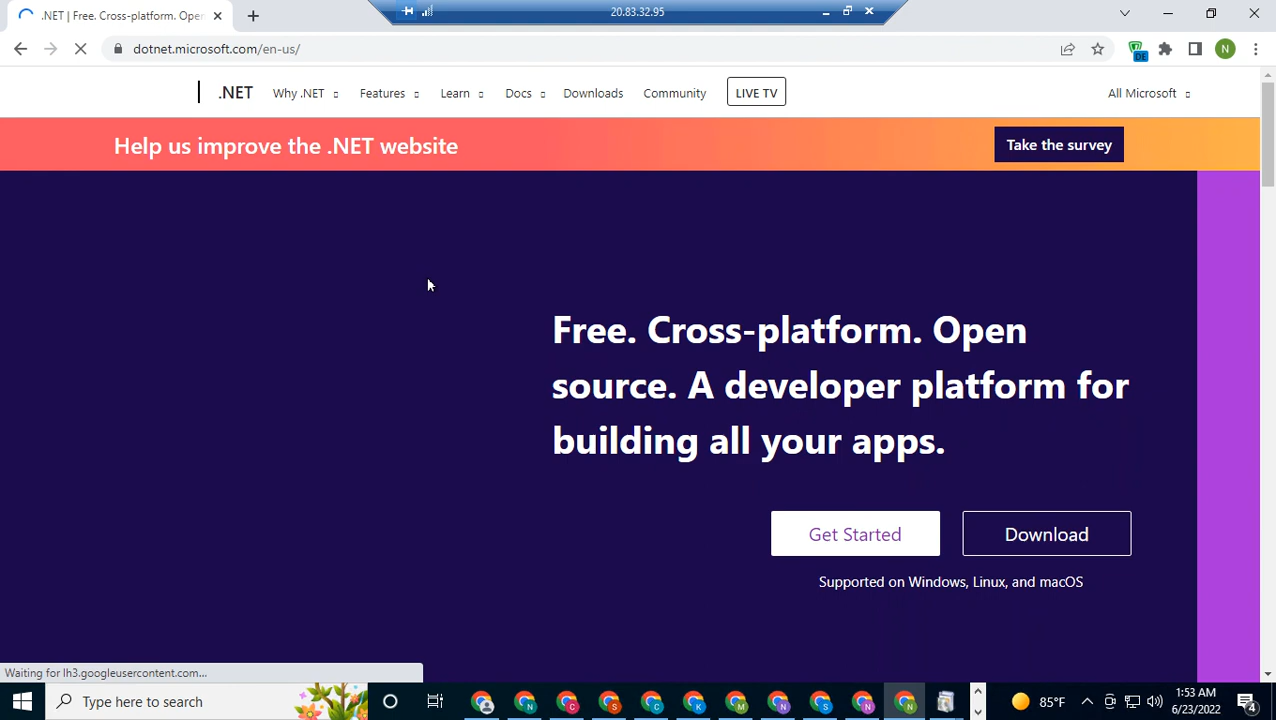 .NET | Free. Cross-platform. Oper
20.83.32.95
dotnet.microsoft.com/en-us/
DE
N
.NET Why .NET Features Learn Docs Downloads Community LIVE TV All Microsoft
Help us improve the .NET website
Take the survey
Free. Cross-platform. Open
source. A developer platform for
building all your apps.
Get Started
Download
Supported on Windows, Linux, and macOS
Waiting for lh3.googleusercontent.com...
Type here to search
N C S C K M N S N N
85°F
1:53 AM
6/23/2022
4